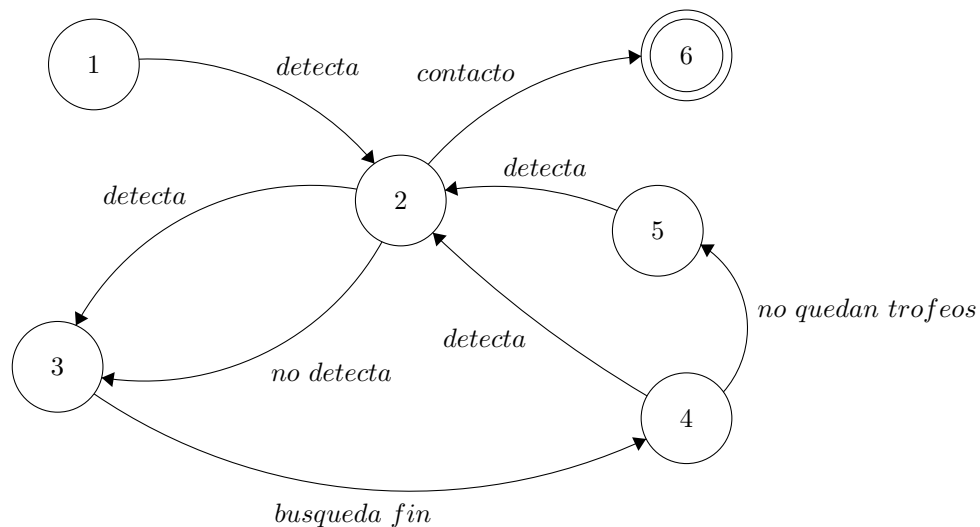 1
detecta
contacto
6
detecta
2
detecta
5
no quedan trofeos
detecta
3
no detecta
4
busqueda fin